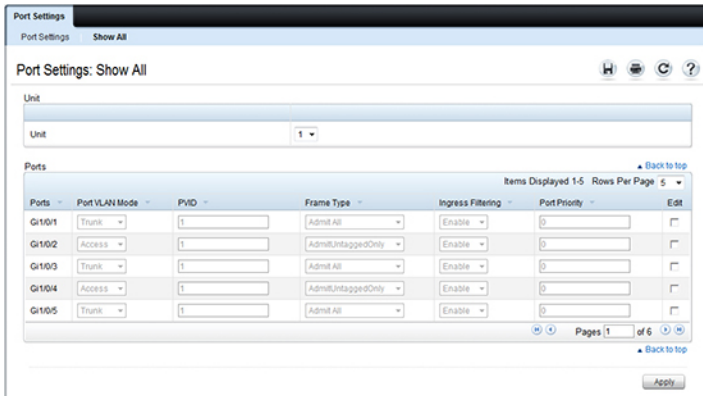 Port Settings
Port Settings Show All
Port Settings: Show All
Unit
Unit 1
Ports Back to top
Items Displayed 1-5 Rows Per Page 5
Ports Port VLAN Mode PVID Frame Type Ingress Filtering Port Priority Edit
Gi1/0/1 Trunk 1 Admit All Enable 0
Gi1/0/2 Access 1 AdmitUntaggedOnly Enable 0
Gi1/0/3 Trunk 1 Admit All Enable 0
Gi1/0/4 Access 1 AdmitUntaggedOnly Enable 0
Gi1/0/5 Trunk 1 Admit All Enable 0
Pages 1 of 6
Back to top
Apply